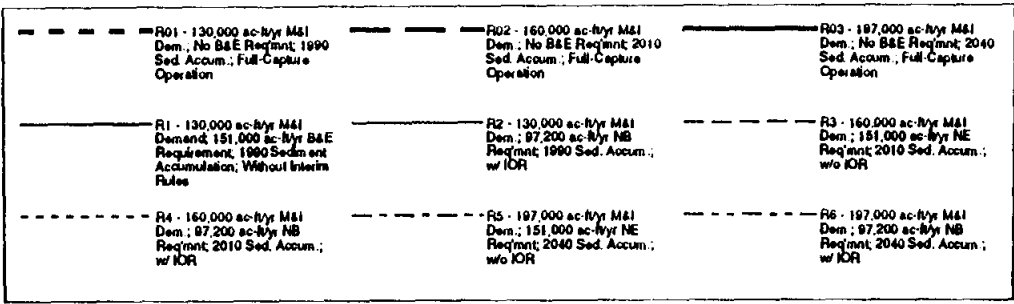 R01 - 130,000 ac-ft/yr M&I
Dem.; No B&E Req'mnt; 1990
Sed. Accum.; Full-Capture
Operation
R02 - 160,000 ac-ft/yr M&I
Dem.; No B&E Req'mnt; 2010
Sed. Accum.; Full-Capture
Operation
R03 - 197,000 ac-ft/yr M&I
Dem.; No B&E Req'mnt; 2040
Sed. Accum.; Full-Capture
Operation
R1 - 130,000 ac-ft/yr M&I
Demand; 151,000 ac-ft/yr B&E
Requirement; 1990 Sediment
Accumulation; Without Interim
Rules
R2 - 130,000 ac-ft/yr M&I
Dem.; 97,200 ac-ft/yr NB
Req'mnt; 1990 Sed. Accum.;
w/ IOR
R3 - 160,000 ac-ft/yr M&I
Dem.; 151,000 ac-ft/yr NE
Req'mnt; 2010 Sed. Accum.;
w/o IOR
R4 - 160,000 ac-ft/yr M&I
Dem.; 97,200 ac-ft/yr NB
Req'mnt; 2010 Sed. Accum.;
w/ IOR
R5 - 197,000 ac-ft/yr M&I
Dem.; 151,000 ac-ft/yr NE
Req'mnt; 2040 Sed. Accum.;
w/o IOR
R6 - 197,000 ac-ft/yr M&I
Dem.; 97,200 ac-ft/yr NB
Req'mnt; 2040 Sed. Accum.;
w/ IOR